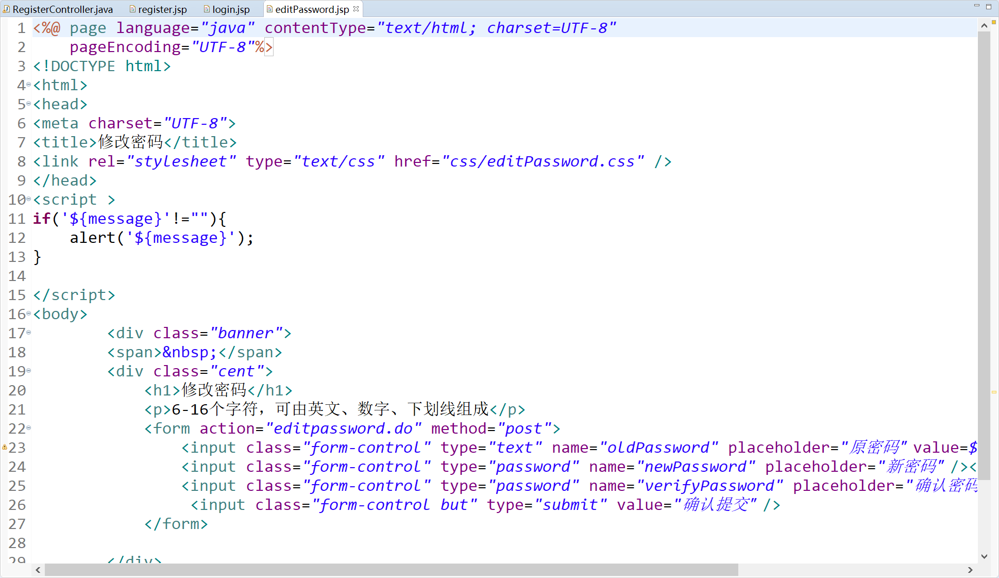 RegisterController.java register.jsp login.jsp editPassword.jsp
1 <%@ page language="java" contentType="text/html; charset=UTF-8"
2 pageEncoding="UTF-8"%>
3 <!DOCTYPE html>
4 <html>
5 <head>
6 <meta charset="UTF-8">
7 <title>修改密码</title>
8 <link rel="stylesheet" type="text/css" href="css/editPassword.css" />
9 </head>
10 <script >
11 if('${message}'!=""){
12 alert('${message}');
13 }
14
15 </script>
16 <body>
17 <div class="banner">
18 <span>&nbsp;</span>
19 <div class="cent">
20 <h1>修改密码</h1>
21 <p>6-16个字符，可由英文、数字、下划线组成</p>
22 <form action="editpassword.do" method="post">
23 <input class="form-control" type="text" name="oldPassword" placeholder="原密码" value=$
24 <input class="form-control" type="password" name="newPassword" placeholder="新密码" /><
25 <input class="form-control" type="password" name="verifyPassword" placeholder="确认密码
26 <input class="form-control but" type="submit" value="确认提交" />
27 </form>
28
29 </div>